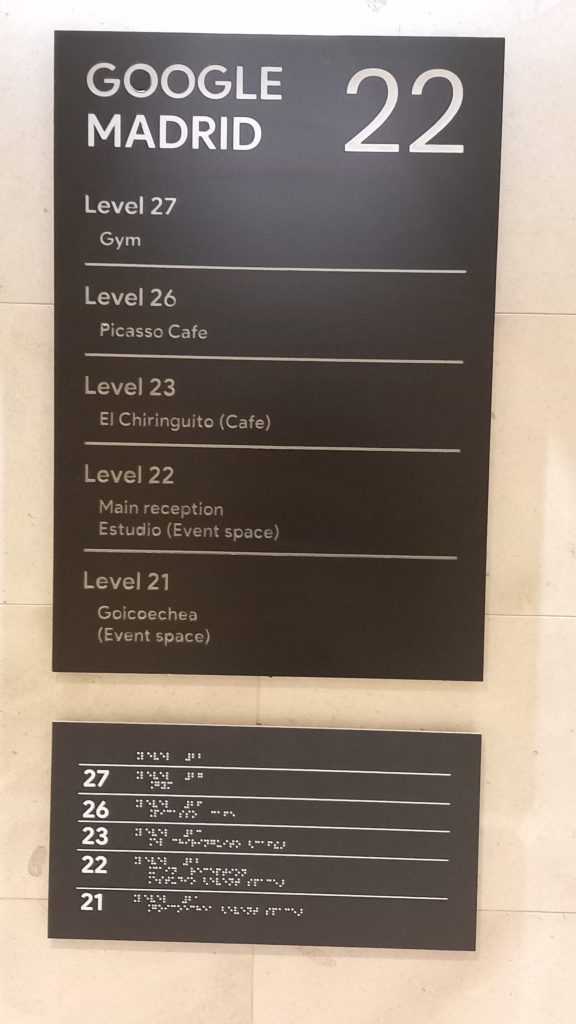 GOOGLE
MADRID
22
Level 27
Gym
Level 26
Picasso Cafe
Level 23
El Chiringuito (Cafe)
Level 22
Main reception
Estudio (Event space)
Level 21
Goicoechea
(Event space)
27
26
23
22
21